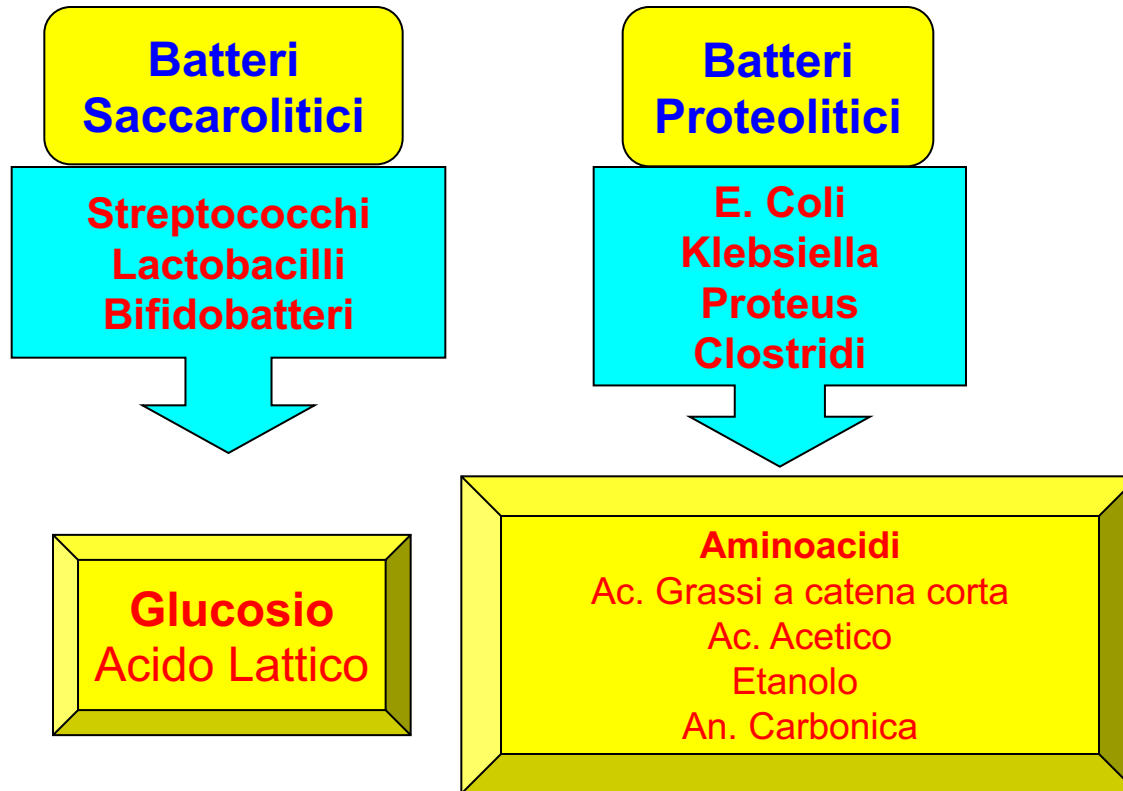 Batteri
Saccarolitici
Streptococchi
Lactobacilli
Bifidobatteri
Glucosio
Acido Lattico
Batteri
Proteolitici
E. Coli
Klebsiella
Proteus
Clostridi
Aminoacidi
Ac. Grassi a catena corta
Ac. Acetico
Etanolo
An. Carbonica